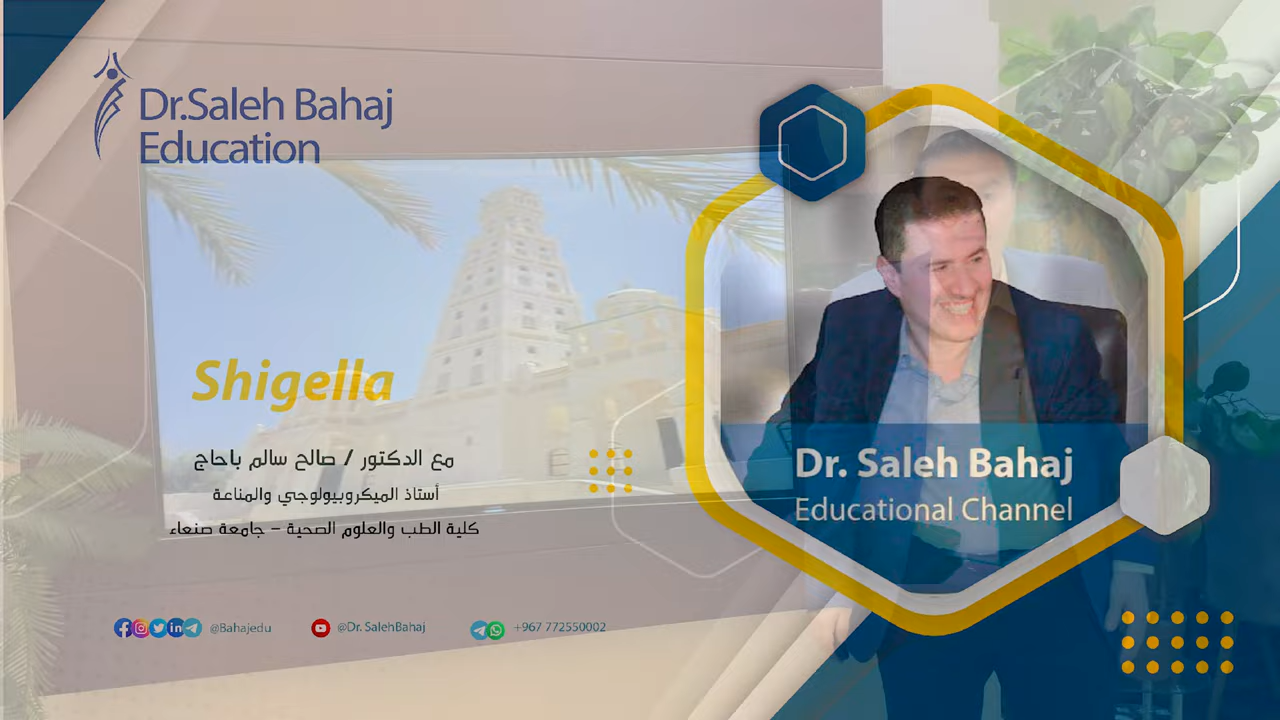 Dr.Saleh Bahaj
Education
Shigella
مع الدكتور / صالح سالم باحاج
أستاذ الميكروبيولوجي والمناعة
كلية الطب والعلوم الصحية – جامعة صنعاء
@Bahajedu
@Dr. SalehBahaj
+967 772550002
Dr. Saleh Bahaj
Educational Channel